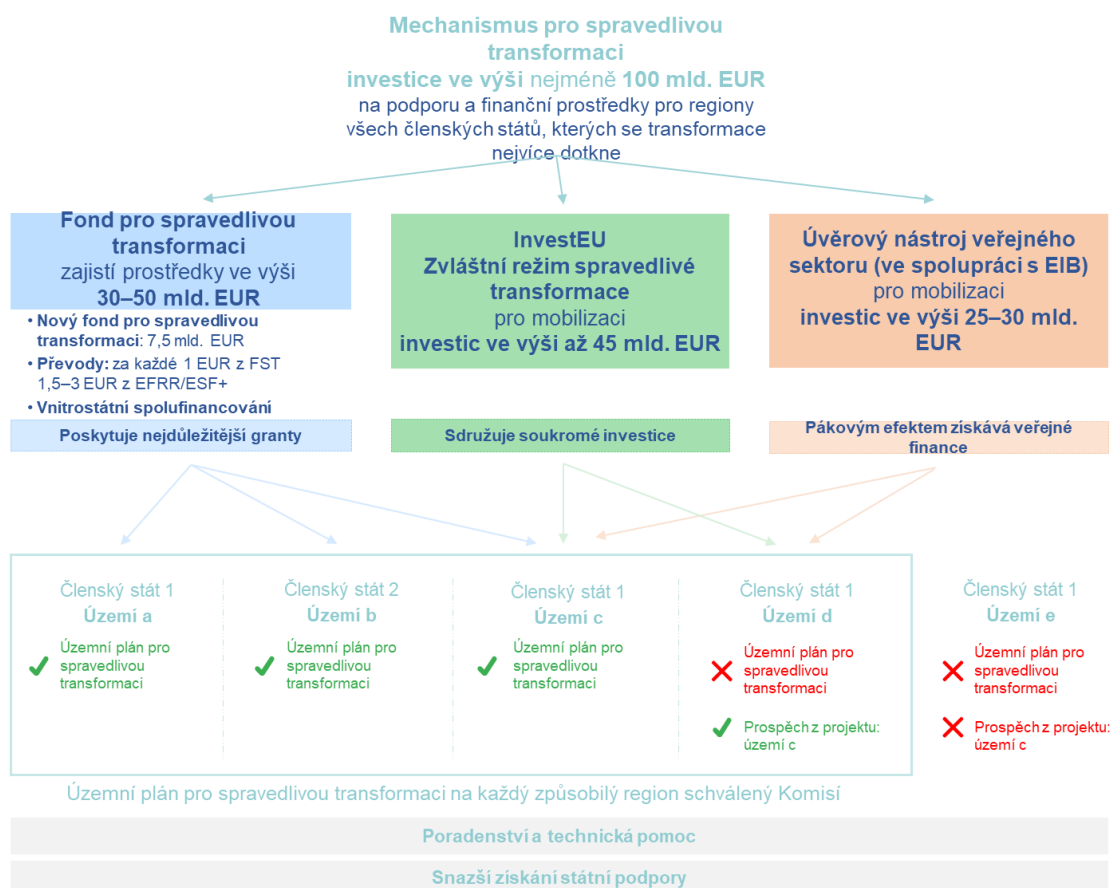 Mechanismus pro spravedlivou
transformaci
investice ve výši nejméně 100 mld. EUR
na podporu a finanční prostředky pro regiony
všech členských států, kterých se transformace
nejvíce dotkne
Fond pro spravedlivou
transformaci
zajistí prostředky ve výši
30–50 mld. EUR
• Nový fond pro spravedlivou
transformaci: 7,5 mld. EUR
• Převody: za každé 1 EUR z FST
1,5–3 EUR z EFRR/ESF+
• Vnitrostátní spolufinancování
Poskytuje nejdůležitější granty
InvestEU
Zvláštní režim spravedlivé
transformace
pro mobilizaci
investic ve výši až 45 mld. EUR
Sdružuje soukromé investice
Úvěrový nástroj veřejného
sektoru (ve spolupráci s EIB)
pro mobilizaci
investic ve výši 25–30 mld.
EUR
Pákovým efektem získává veřejné
finance
Členský stát 1
Území a
Územní plán pro
spravedlivou
transformaci
Členský stát 2
Území b
Územní plán pro
spravedlivou
transformaci
Členský stát 1
Území c
Územní plán pro
spravedlivou
transformaci
Členský stát 1
Území d
Územní plán pro
spravedlivou
transformaci
Prospěch z projektu:
území c
Členský stát 1
Území e
Územní plán pro
spravedlivou
transformaci
Prospěch z projektu:
území c
Územní plán pro spravedlivou transformaci na každý způsobilý region schválený Komisí
Poradenství a technická pomoc
Snazší získání státní podpory